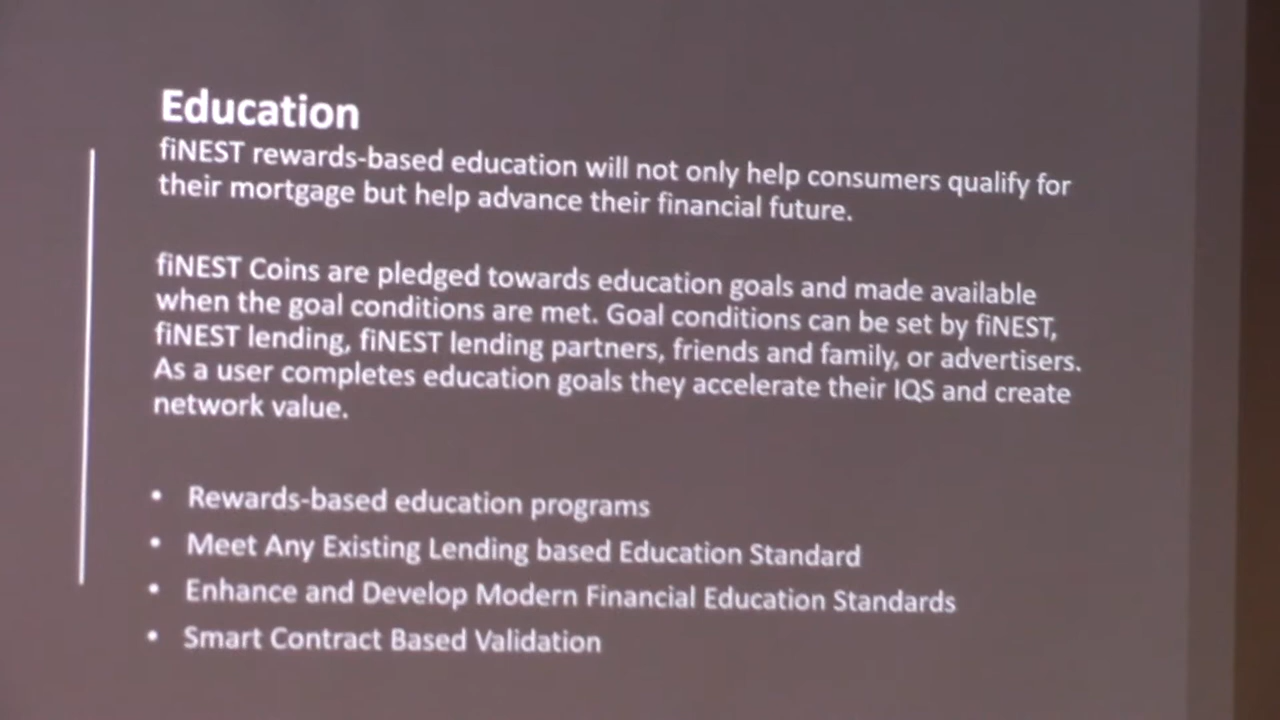 Education
fiNEST rewards-based education will not only help consumers qualify for
their mortgage but help advance their financial future.
fiNEST Coins are pledged towards education goals and made available
when the goal conditions are met. Goal conditions can be set by fiNEST,
fiNEST lending, fiNEST lending partners, friends and family, or advertisers.
As a user completes education goals they accelerate their IQS and create
network value.
• Rewards-based education programs
• Meet Any Existing Lending based Education Standard
• Enhance and Develop Modern Financial Education Standards
• Smart Contract Based Validation